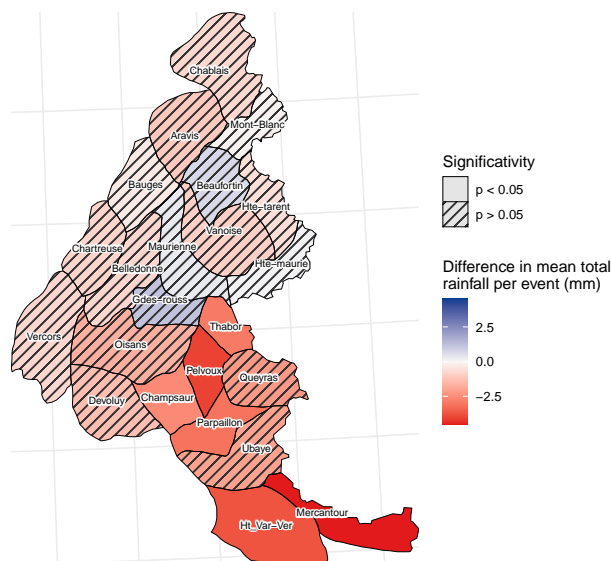 Chablais
Mont-Blanc
Aravis
Bauges
Beaufortin
Hte-tarent
Vanoise
Maurienne
Chartreuse
Hte-maurie
Belledonne
Gdes-rouss
Thabor
Vercors
Oisans
Pelvoux
Queyras
Devoluy
Champsaur
Parpaillon
Ubaye
Mercantour
Ht_Var-Ver
Significativity
p < 0.05
p > 0.05
Difference in mean total
rainfall per event (mm)
2.5
0.0
−2.5